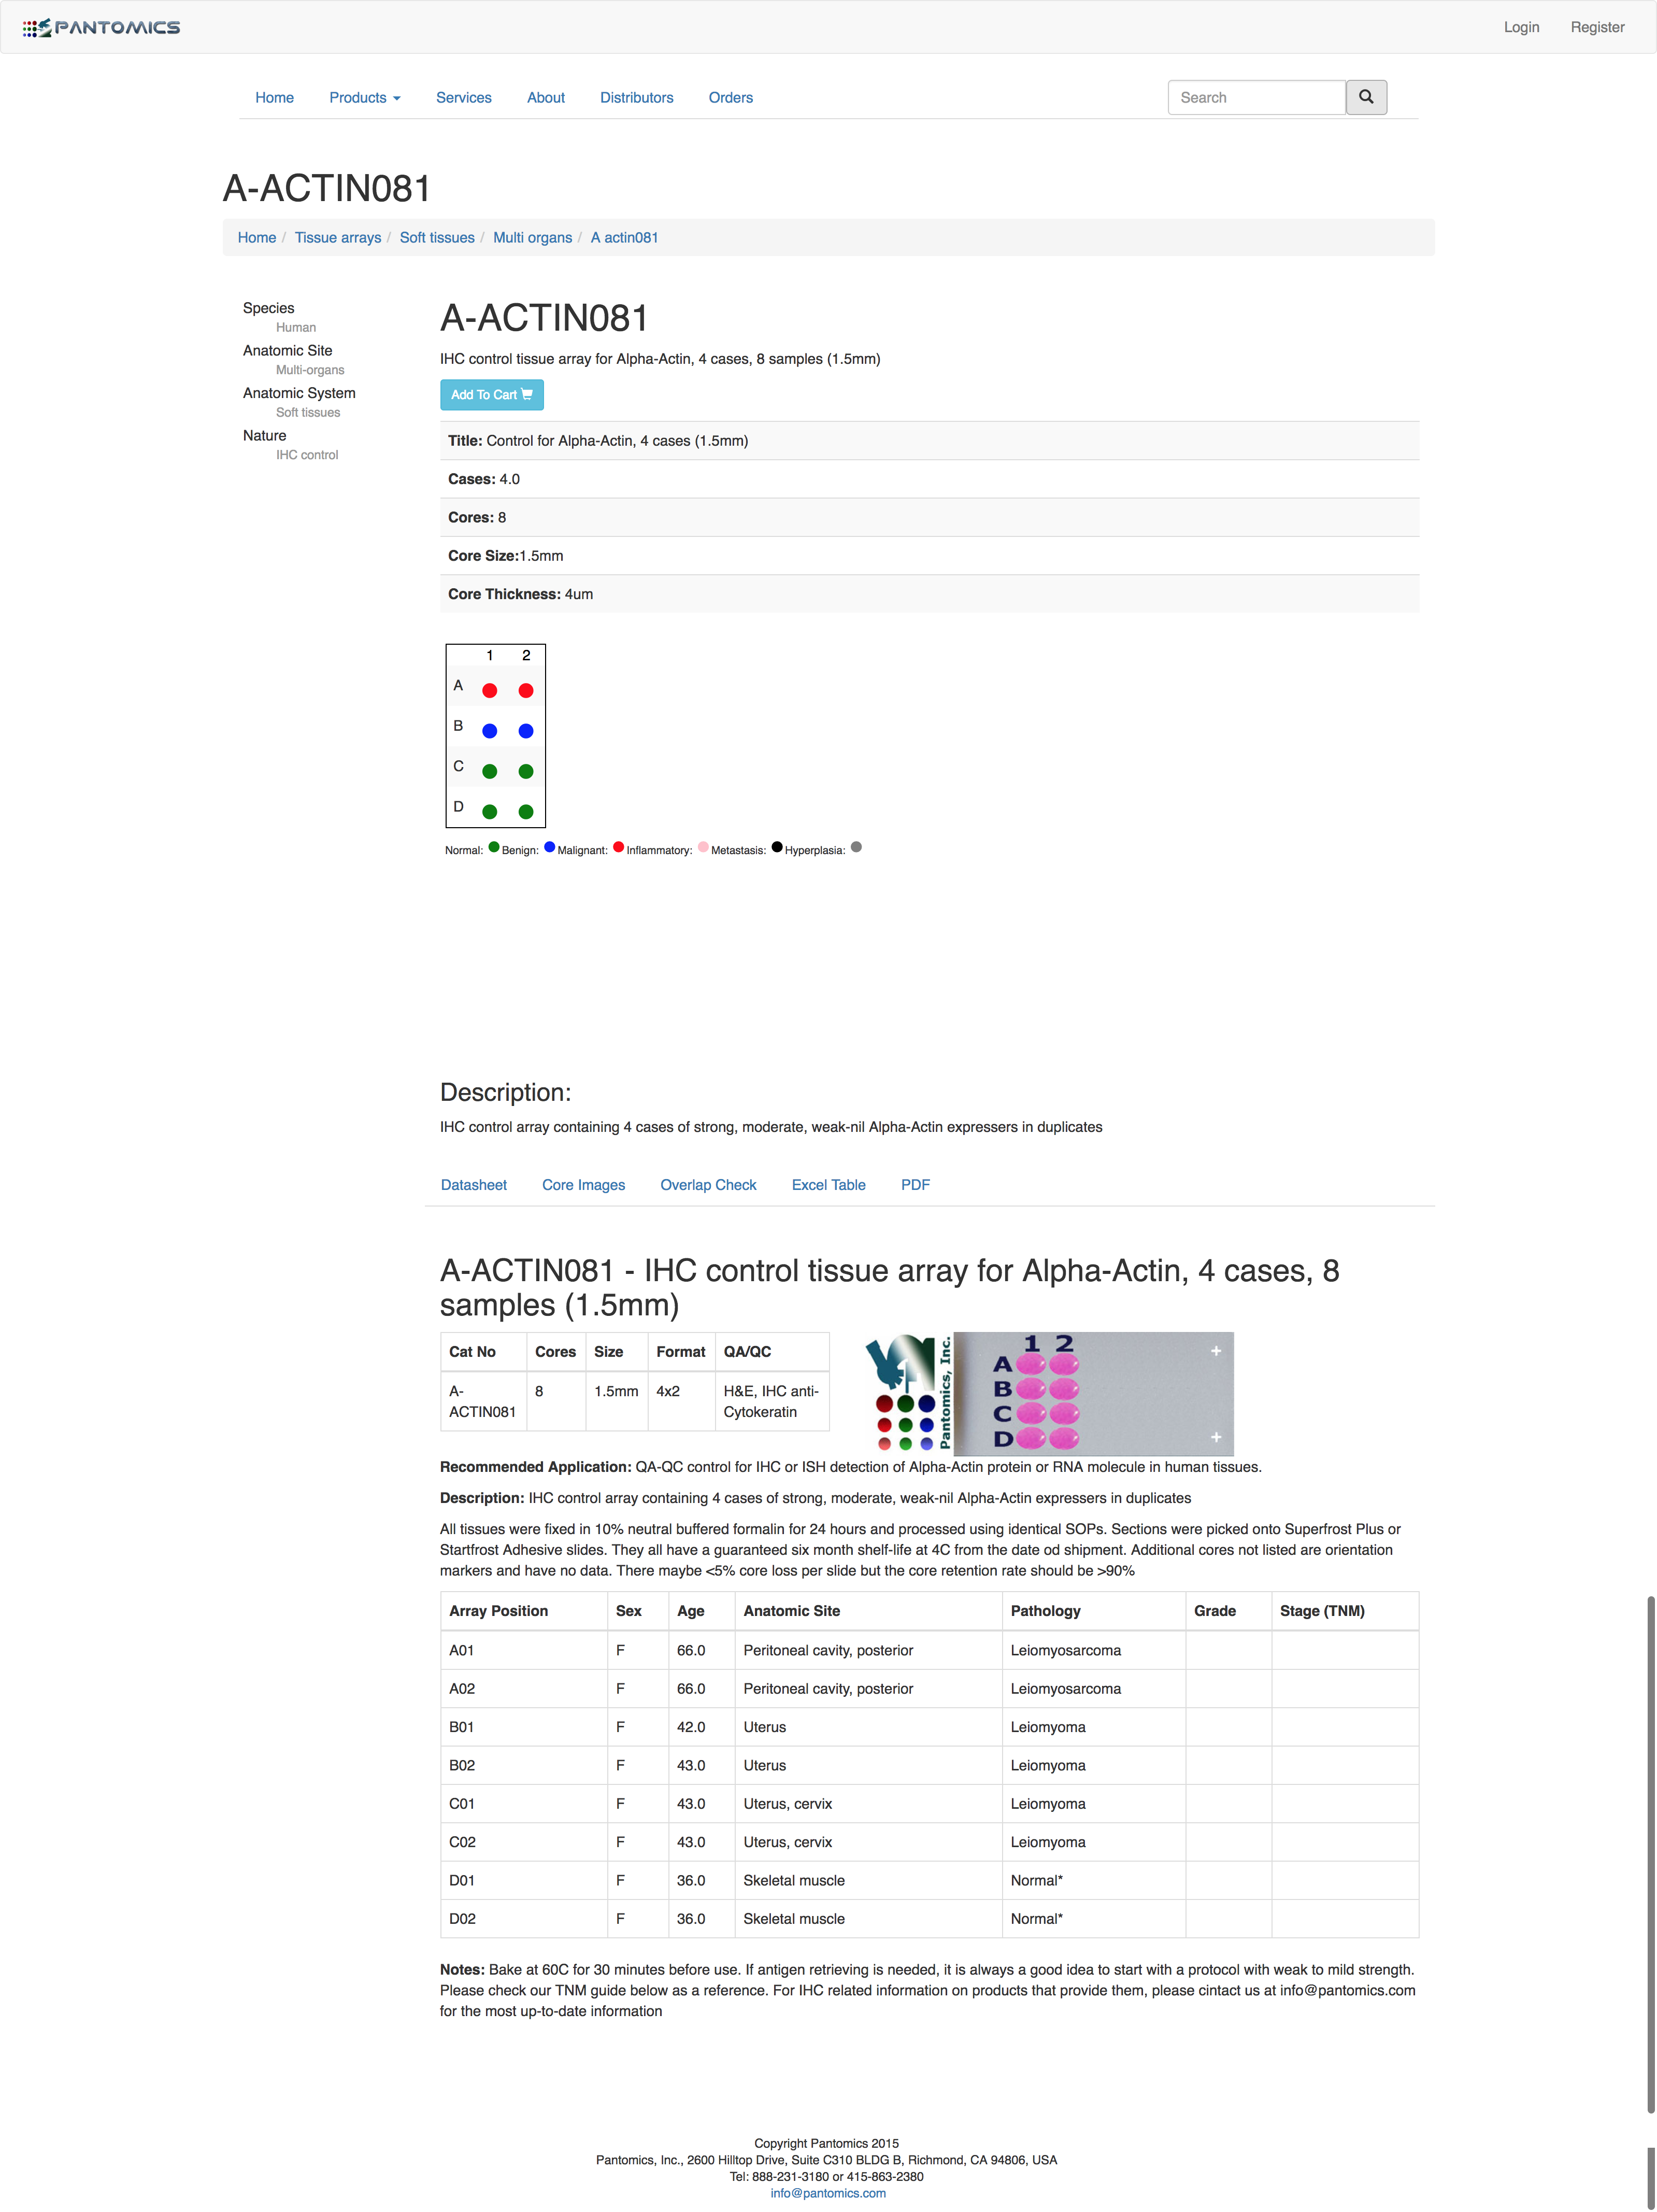 PANTOMICS
Login Register
Home Products Services About Distributors Orders Search
A-ACTIN081
Home / Tissue arrays / Soft tissues / Multi organs / A actin081
Species
Human
Anatomic Site
Multi-organs
Anatomic System
Soft tissues
Nature
IHC control
A-ACTIN081
IHC control tissue array for Alpha-Actin, 4 cases, 8 samples (1.5mm)
Add To Cart
Title: Control for Alpha-Actin, 4 cases (1.5mm)
Cases: 4.0
Cores: 8
Core Size:1.5mm
Core Thickness: 4um
1 2
A
B
C
D
Normal: Benign: Malignant: Inflammatory: Metastasis: Hyperplasia:
Description:
IHC control array containing 4 cases of strong, moderate, weak-nil Alpha-Actin expressers in duplicates
Datasheet Core Images Overlap Check Excel Table PDF
A-ACTIN081 - IHC control tissue array for Alpha-Actin, 4 cases, 8
samples (1.5mm)
Cat No Cores Size Format QA/QC
A- 8 1.5mm 4x2 H&E, IHC anti-
ACTIN081 Cytokeratin
Pantomics, Inc.
1 2
A
B
C
D
+
+
Recommended Application: QA-QC control for IHC or ISH detection of Alpha-Actin protein or RNA molecule in human tissues.
Description: IHC control array containing 4 cases of strong, moderate, weak-nil Alpha-Actin expressers in duplicates
All tissues were fixed in 10% neutral buffered formalin for 24 hours and processed using identical SOPs. Sections were picked onto Superfrost Plus or
Startfrost Adhesive slides. They all have a guaranteed six month shelf-life at 4C from the date od shipment. Additional cores not listed are orientation
markers and have no data. There maybe <5% core loss per slide but the core retention rate should be >90%
Array Position Sex Age Anatomic Site Pathology Grade Stage (TNM)
A01 F 66.0 Peritoneal cavity, posterior Leiomyosarcoma
A02 F 66.0 Peritoneal cavity, posterior Leiomyosarcoma
B01 F 42.0 Uterus Leiomyoma
B02 F 43.0 Uterus Leiomyoma
C01 F 43.0 Uterus, cervix Leiomyoma
C02 F 43.0 Uterus, cervix Leiomyoma
D01 F 36.0 Skeletal muscle Normal*
D02 F 36.0 Skeletal muscle Normal*
Notes: Bake at 60C for 30 minutes before use. If antigen retrieving is needed, it is always a good idea to start with a protocol with weak to mild strength.
Please check our TNM guide below as a reference. For IHC related information on products that provide them, please cintact us at info@pantomics.com
for the most up-to-date information
Copyright Pantomics 2015
Pantomics, Inc., 2600 Hilltop Drive, Suite C310 BLDG B, Richmond, CA 94806, USA
Tel: 888-231-3180 or 415-863-2380
info@pantomics.com